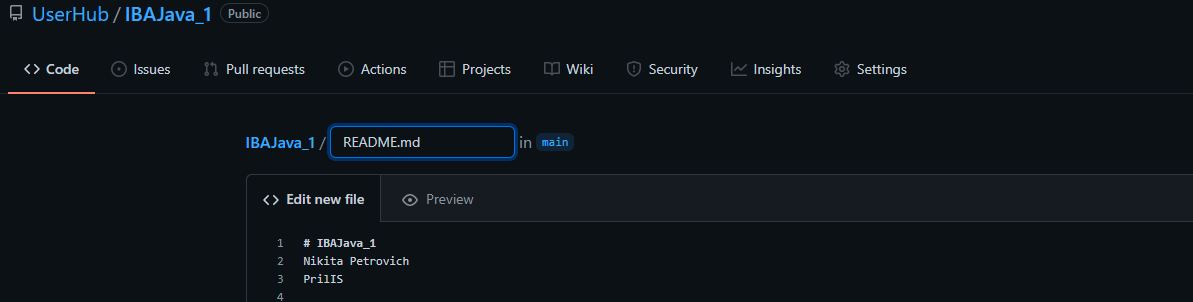 UserHub / IBAJava_1 Public
Code Issues Pull requests Actions Projects Wiki Security Insights Settings
IBAJava_1 / README.md in main
Edit new file Preview
1 # IBAJava_1
2 Nikita Petrovich
3 PrilIS
4